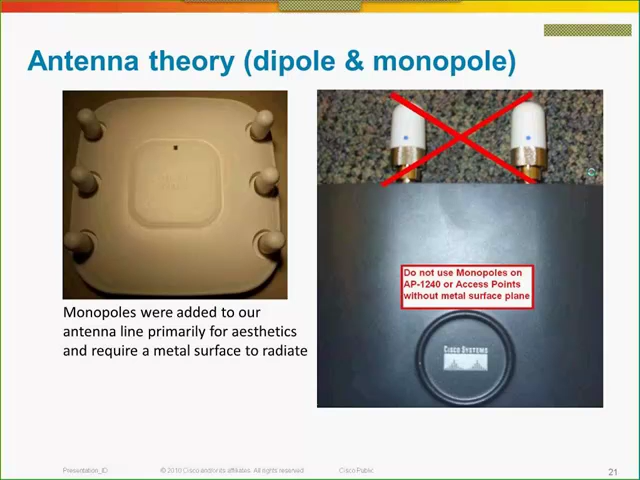 Antenna theory (dipole & monopole)
Do not use Monopoles on
AP-1240 or Access Points
without metal surface plane
CISCO SYSTEMS
Monopoles were added to our
antenna line primarily for aesthetics
and require a metal surface to radiate
Presentation_ID
© 2010 Cisco and/or its affiliates. All rights reserved.
Cisco Public
21